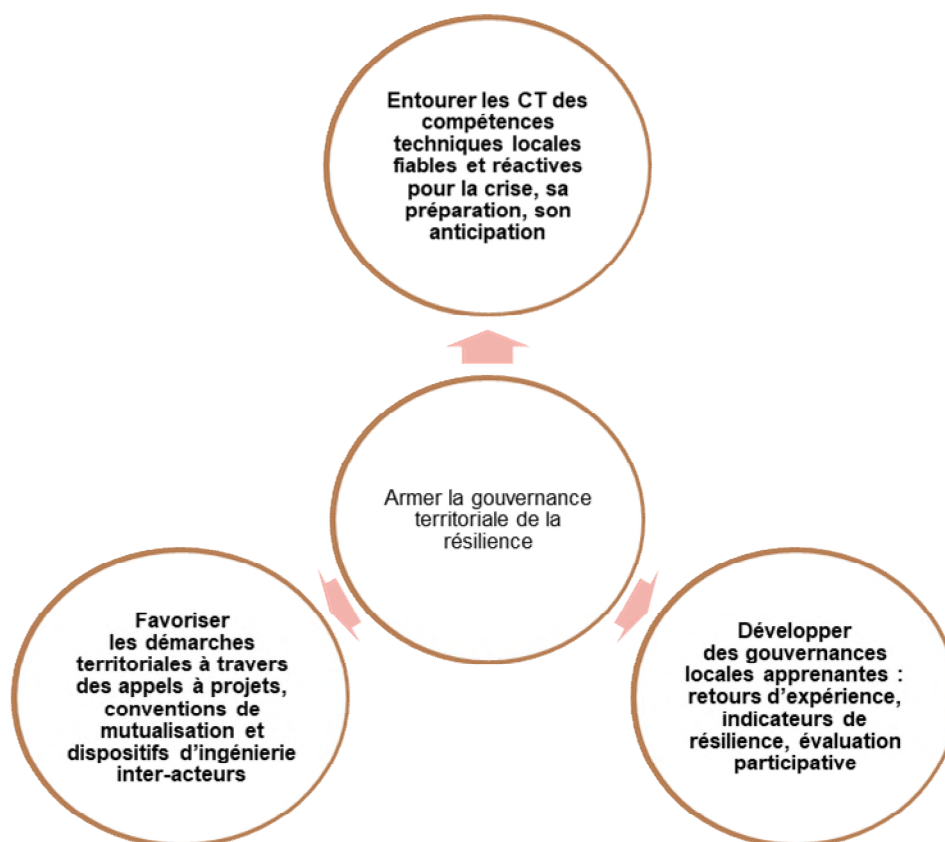 Entourer les CT des
compétences
techniques locales
fiables et réactives
pour la crise, sa
préparation, son
anticipation
Armer la gouvernance
territoriale de la
résilience
Favoriser
les démarches
territoriales à travers
des appels à projets,
conventions de
mutualisation et
dispositifs d’ingénierie
inter-acteurs
Développer
des gouvernances
locales apprenantes :
retours d’expérience,
indicateurs de
résilience, évaluation
participative